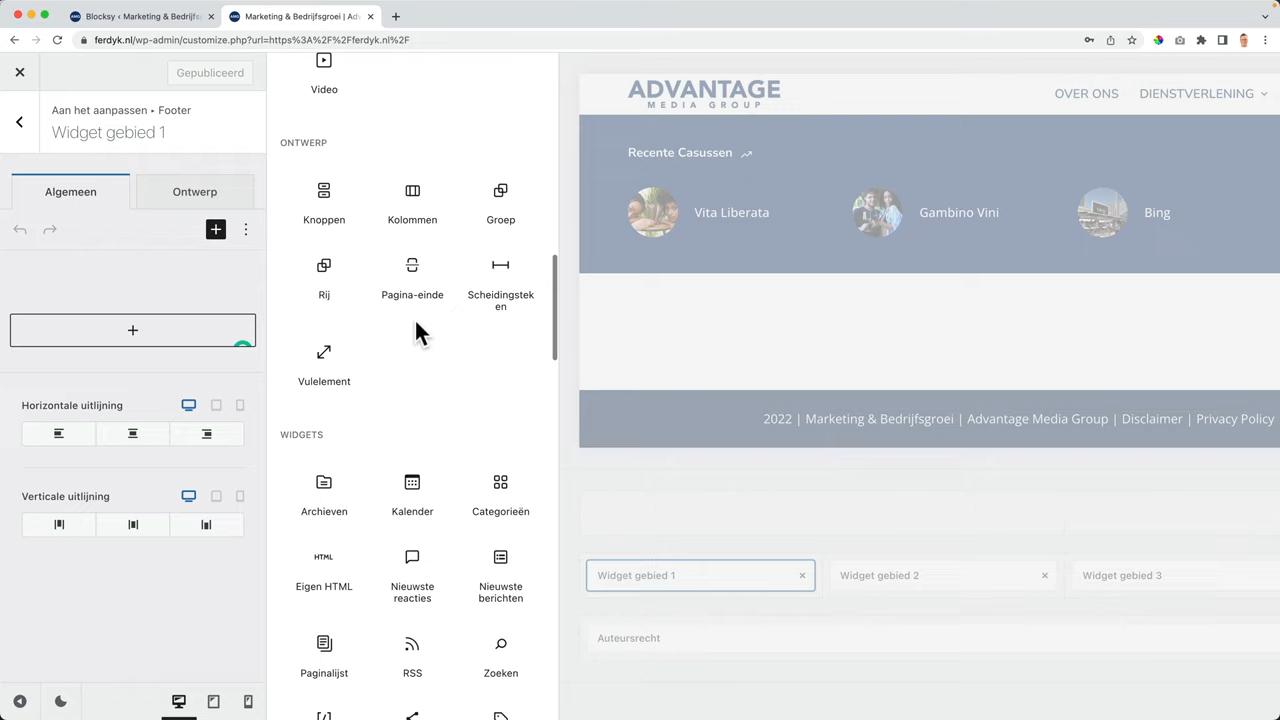 Blocksy ‹ Marketing & Bedrijfs
Marketing & Bedrijfsgroei | Adv
ferdyk.nl/wp-admin/customize.php?url=https%3A%2F%2Fferdyk.nl%2F
Gepubliceerd
Aan het aanpassen ▸ Footer
Widget gebied 1
Algemeen
Ontwerp
Horizontale uitlijning
Verticale uitlijning
Video
ONTWERP
Knoppen
Kolommen
Groep
Rij
Pagina-einde
Scheidingstek
en
Vulelement
WIDGETS
Archieven
Kalender
Categorieën
HTML
Eigen HTML
Nieuwste
reacties
Nieuwste
berichten
Paginalijst
RSS
Zoeken
ADVANTAGE
MEDIA GROUP
OVER ONS
DIENSTVERLENING
Recente Casussen
Vita Liberata
Gambino Vini
Bing
2022 | Marketing & Bedrijfsgroei | Advantage Media Group | Disclaimer | Privacy Policy
Widget gebied 1
Widget gebied 2
Widget gebied 3
Auteursrecht